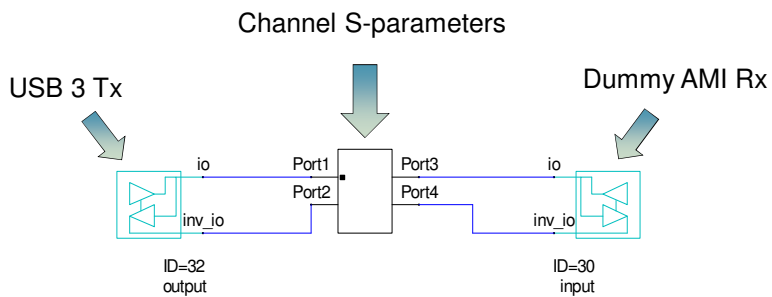 Channel S-parameters
USB 3 Tx
Dummy AMI Rx
io
Port1
Port3
io
Port2
Port4
inv_io
inv_io
ID=32
output
ID=30
input